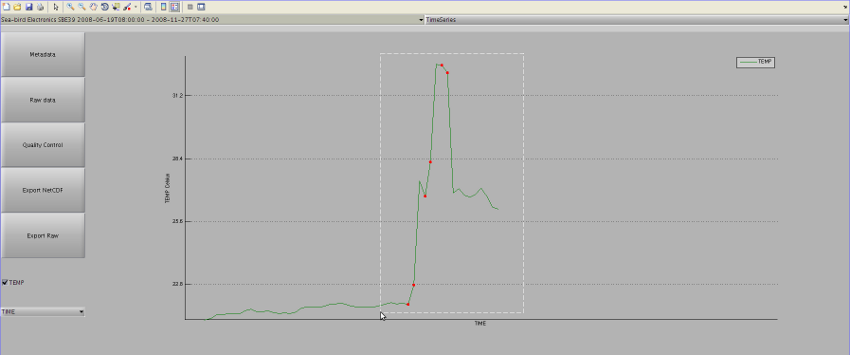 Sea-bird Electronics SBE39 2008-06-19T08:00:00 - 2008-11-27T07:40:00
TimeSeries
Metadata
Raw data
Quality Control
Export NetCDF
Export Raw
TEMP
TIME
TEMP
31.2
28.4
25.6
22.8
TEMP Celsius
TIME